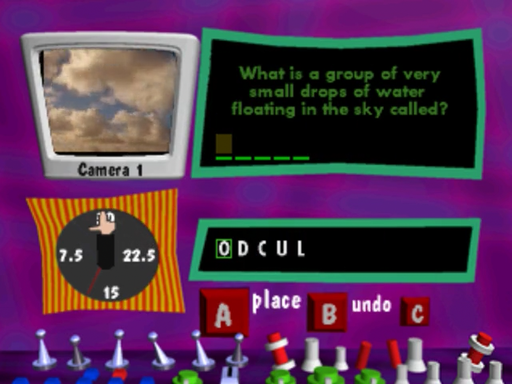 What is a group of very
small drops of water
floating in the sky called?
Camera 1
7.5 22.5
15
O D C U L
A place B undo C